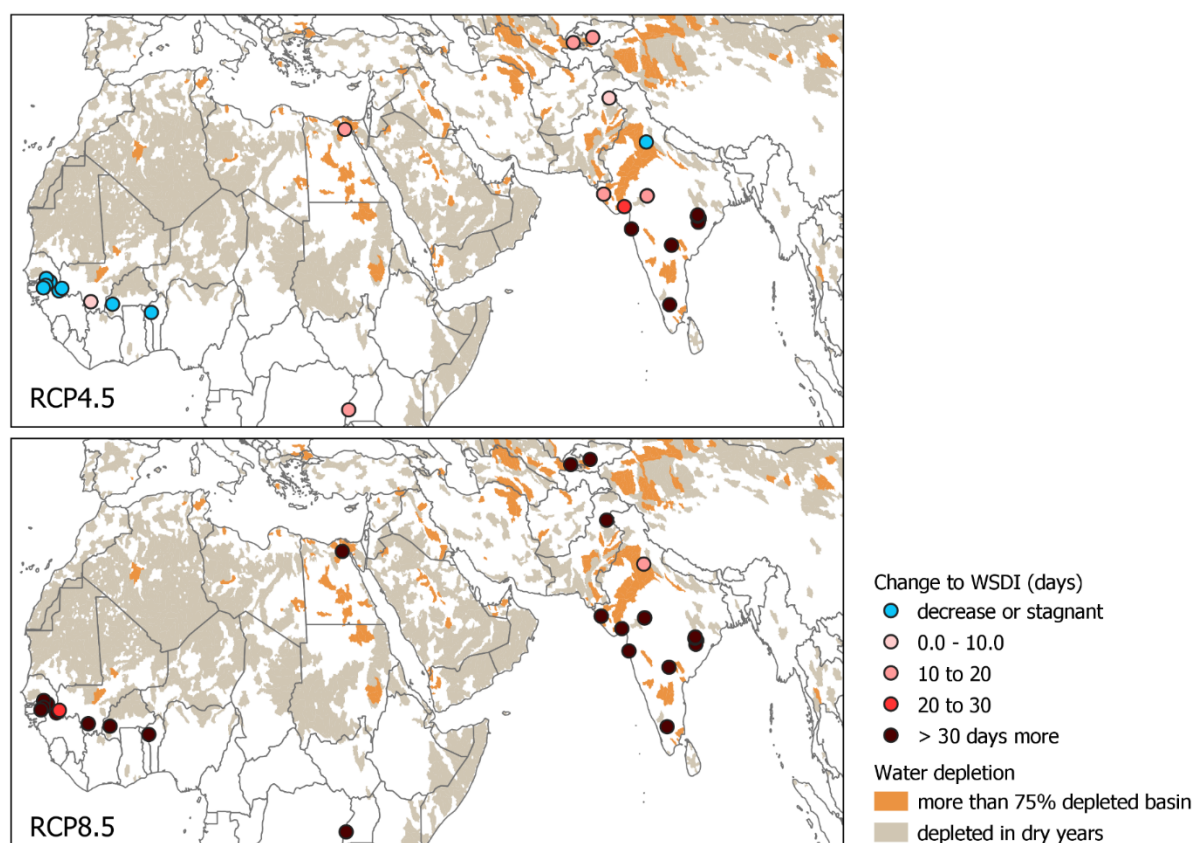 RCP4.5
RCP8.5
Change to WSDI (days)
decrease or stagnant
0.0 - 10.0
10 to 20
20 to 30
> 30 days more
Water depletion
more than 75% depleted basin
depleted in dry years